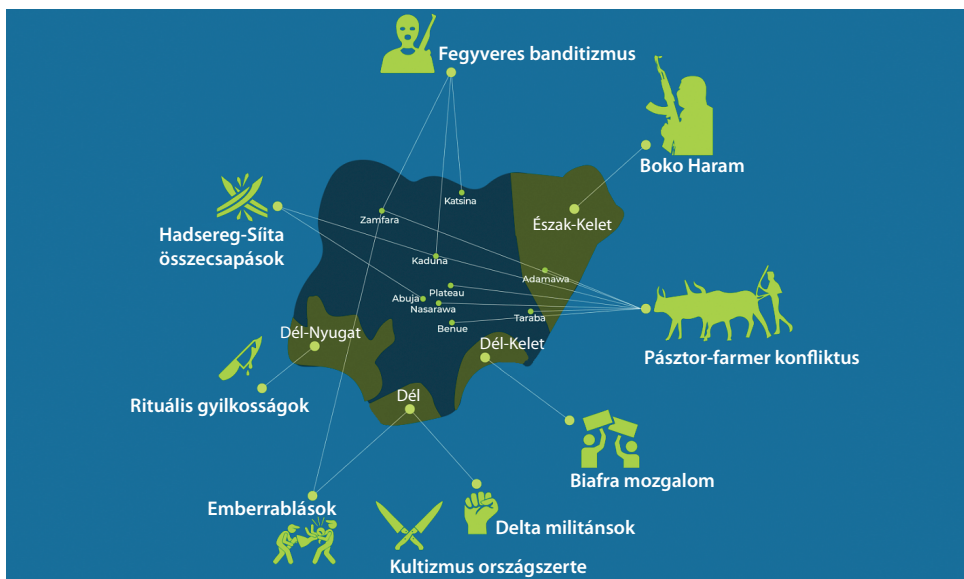 Fegyveres banditizmus
Boko Haram
Katsina
Zamfara
Észak-Kelet
Hadsereg-Síita
összecsapások
Kaduna
Adamawa
Plateau
Abuja
Nasarawa
Taraba
Benue
Dél-Nyugat
Dél-Kelet
Pásztor-farmer konfliktus
Rituális gyilkosságok
Dél
Biafra mozgalom
Emberrablások
Delta militánsok
Kultizmus országszerte